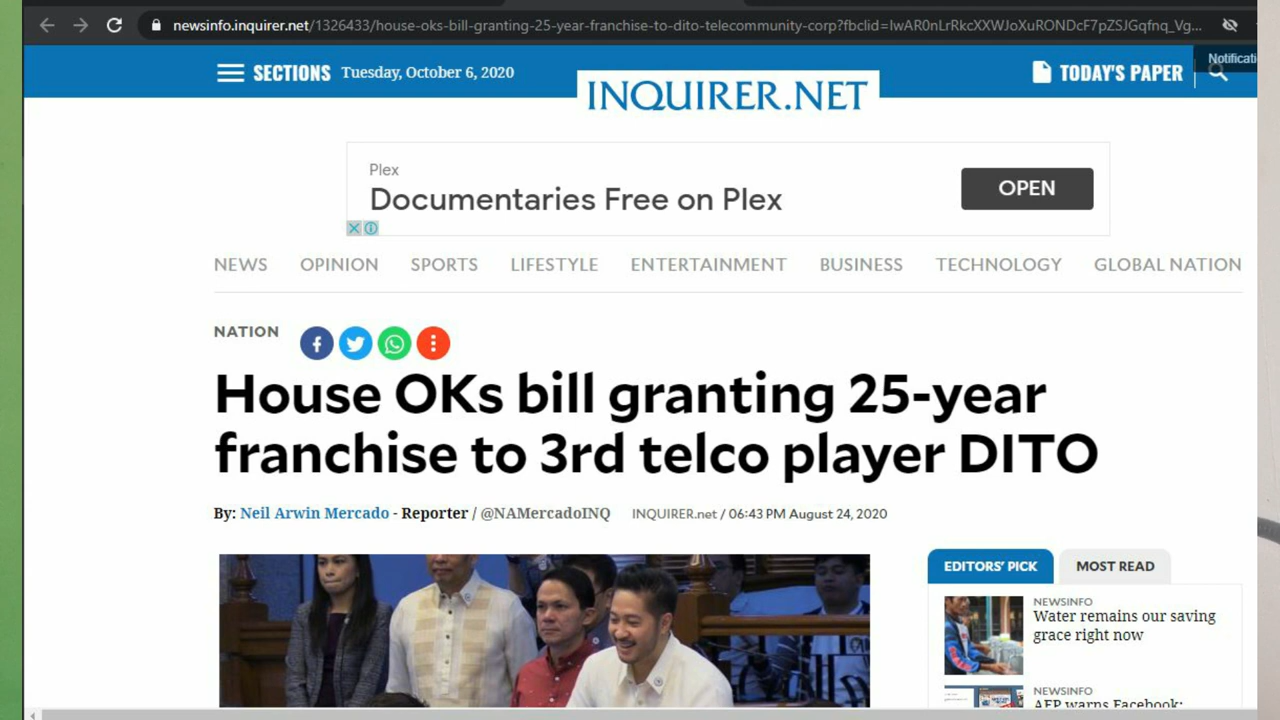 newsinfo.inquirer.net/1326433/house-oks-bill-granting-25-year-franchise-to-dito-telecommunity-corp?fbclid=IwAR0nLrRkcXXWJoXuRONDcF7pZSJGqfnq_Vg...
SECTIONS Tuesday, October 6, 2020
INQUIRER.NET
TODAY'S PAPER
Notificati
Plex
Documentaries Free on Plex
OPEN
NEWS OPINION SPORTS LIFESTYLE ENTERTAINMENT BUSINESS TECHNOLOGY GLOBAL NATION
NATION
House OKs bill granting 25-year
franchise to 3rd telco player DITO
By: Neil Arwin Mercado - Reporter / @NAMercadoINQ INQUIRER.net / 06:43 PM August 24, 2020
EDITORS' PICK MOST READ
NEWSINFO
Water remains our saving
grace right now
NEWSINFO
AFP warns Facebook: